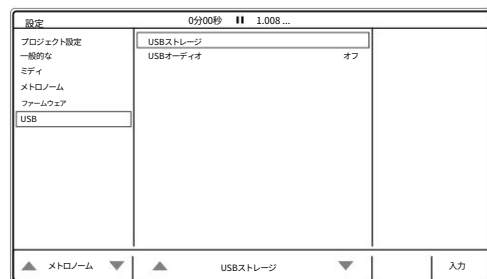 設定 0分00秒 1.008 ...
プロジェクト設定
一般的な
ミディ
メトロノーム
ファームウェア
USB
USBストレージ
USBオーディオ オフ
メトロノーム USBストレージ 入力